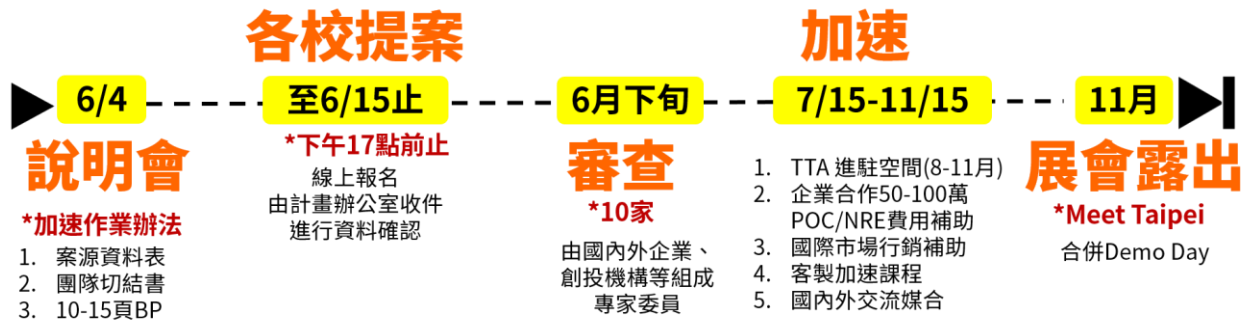 各校提案
加速
6/4
至6/15止
6月下旬
7/15-11/15
11月
說明會
*加速作業辦法
1. 案源資料表
2. 團隊切結書
3. 10-15頁BP
*下午17點前止
線上報名
由計畫辦公室收件
進行資料確認
審查
*10家
由國內外企業、
創投機構等組成
專家委員
1. TTA 進駐空間(8-11月)
2. 企業合作50-100萬
POC/NRE費用補助
3. 國際市場行銷補助
4. 客製加速課程
5. 國內外交流媒合
展會露出
*Meet Taipei
合併Demo Day